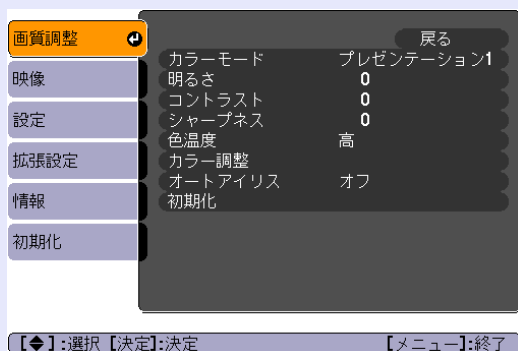 画質調整
映像
設定
拡張設定
情報
初期化
戻る
カラーモード プレゼンテーション1
明るさ 0
コントラスト 0
シャープネス 0
色温度 高
カラー調整
オートアイリス オフ
初期化
【◆】:選択 【決定】:決定 【メニュー】:終了